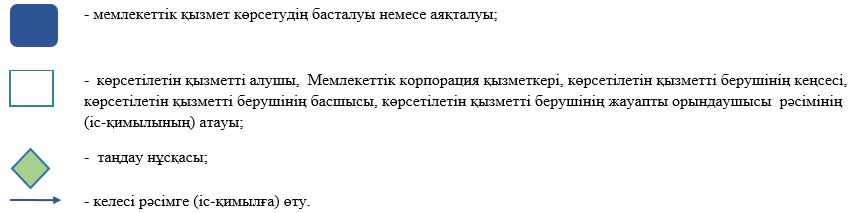 - мемлекеттік қызмет көрсетудің басталуы немесе аяқталуы;
- көрсетілетін қызметті алушы, Мемлекеттік корпорация қызметкері, көрсетілетін қызметті берушінің кеңсесі,
көрсетілетін қызметті берушінің басшысы, көрсетілетін қызметті берушінің жауапты орындаушысы рәсімінің
(іс-қимылының) атауы;
- таңдау нұсқасы;
- келесі рәсімге (іс-қимылға) өту.